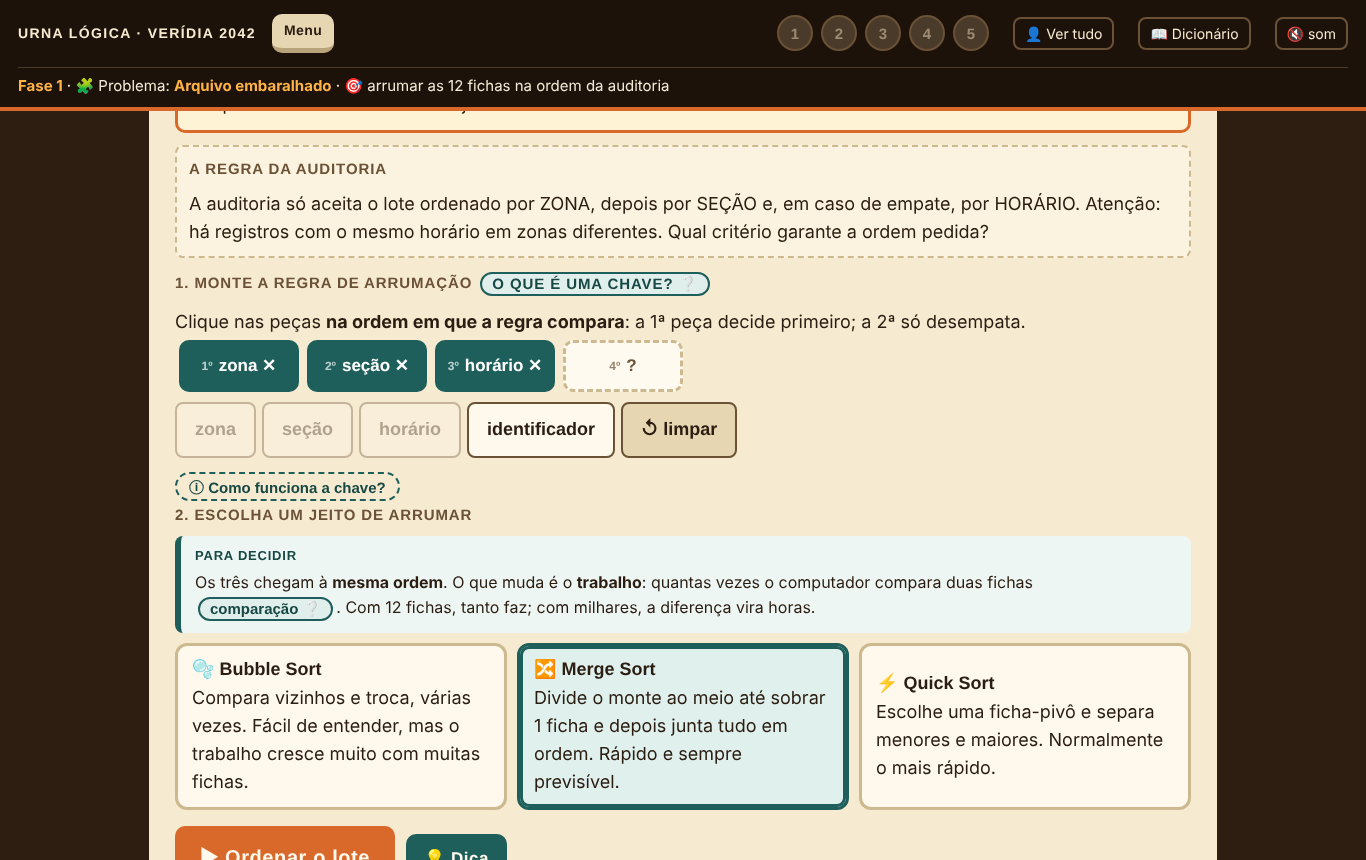 URNA LÓGICA · VERÍDIA 2042
Menu
1 2 3 4 5
👤 Ver tudo
📖 Dicionário
🔇 som
Fase 1 · 🧩 Problema: Arquivo embaralhado · 🎯 arrumar as 12 fichas na ordem da auditoria
A REGRA DA AUDITORIA
A auditoria só aceita o lote ordenado por ZONA, depois por SEÇÃO e, em caso de empate, por HORÁRIO. Atenção:
há registros com o mesmo horário em zonas diferentes. Qual critério garante a ordem pedida?
1. MONTE A REGRA DE ARRUMAÇÃO O QUE É UMA CHAVE? ❔
Clique nas peças na ordem em que a regra compara: a 1ª peça decide primeiro; a 2ª só desempata.
1º zona ✕ 2º seção ✕ 3º horário ✕ 4º ?
zona seção horário identificador ↺ limpar
ⓘ Como funciona a chave?
2. ESCOLHA UM JEITO DE ARRUMAR
PARA DECIDIR
Os três chegam à mesma ordem. O que muda é o trabalho: quantas vezes o computador compara duas fichas
comparação ❔ . Com 12 fichas, tanto faz; com milhares, a diferença vira horas.
🫧 Bubble Sort
Compara vizinhos e troca, várias
vezes. Fácil de entender, mas o
trabalho cresce muito com muitas
fichas.
🔀 Merge Sort
Divide o monte ao meio até sobrar
1 ficha e depois junta tudo em
ordem. Rápido e sempre
previsível.
⚡ Quick Sort
Escolhe uma ficha-pivô e separa
menores e maiores. Normalmente
o mais rápido.
▶ Ordenar o lote
💡 Dica